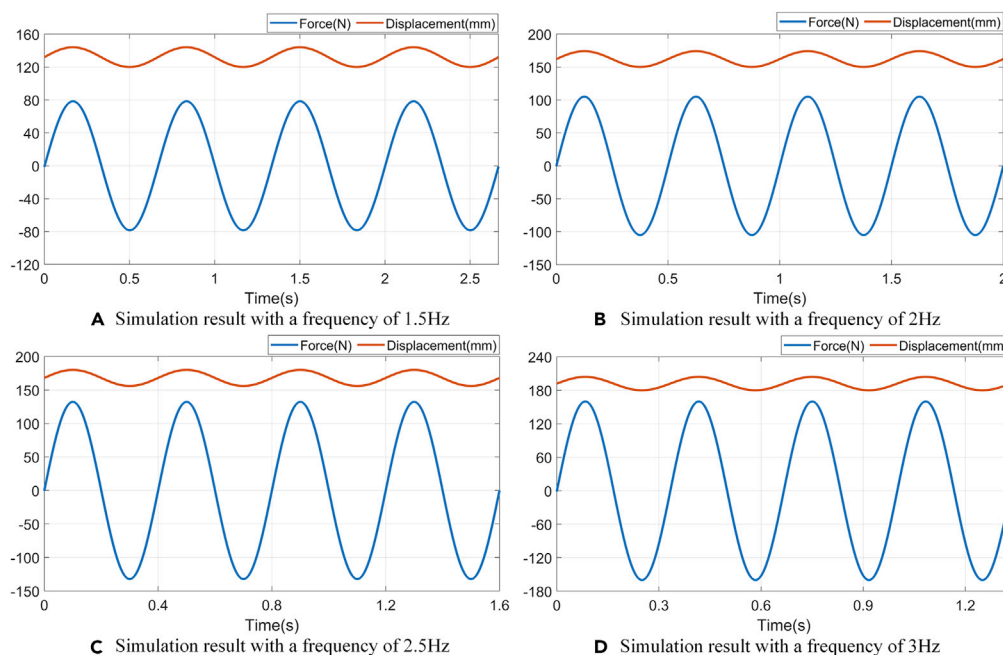 Force(N) Displacement(mm)
160
120
80
40
0
-40
-80
-120
0 0.5 1 1.5 2 2.5
Time(s)
A Simulation result with a frequency of 1.5Hz
Force(N) Displacement(mm)
200
150
100
50
0
-50
-100
-150
0 0.5 1 1.5 2
Time(s)
B Simulation result with a frequency of 2Hz
Force(N) Displacement(mm)
200
150
100
50
0
-50
-100
-150
0 0.4 0.8 1.2 1.6
Time(s)
C Simulation result with a frequency of 2.5Hz
Force(N) Displacement(mm)
240
180
120
60
0
-60
-120
-180
0 0.3 0.6 0.9 1.2
Time(s)
D Simulation result with a frequency of 3Hz